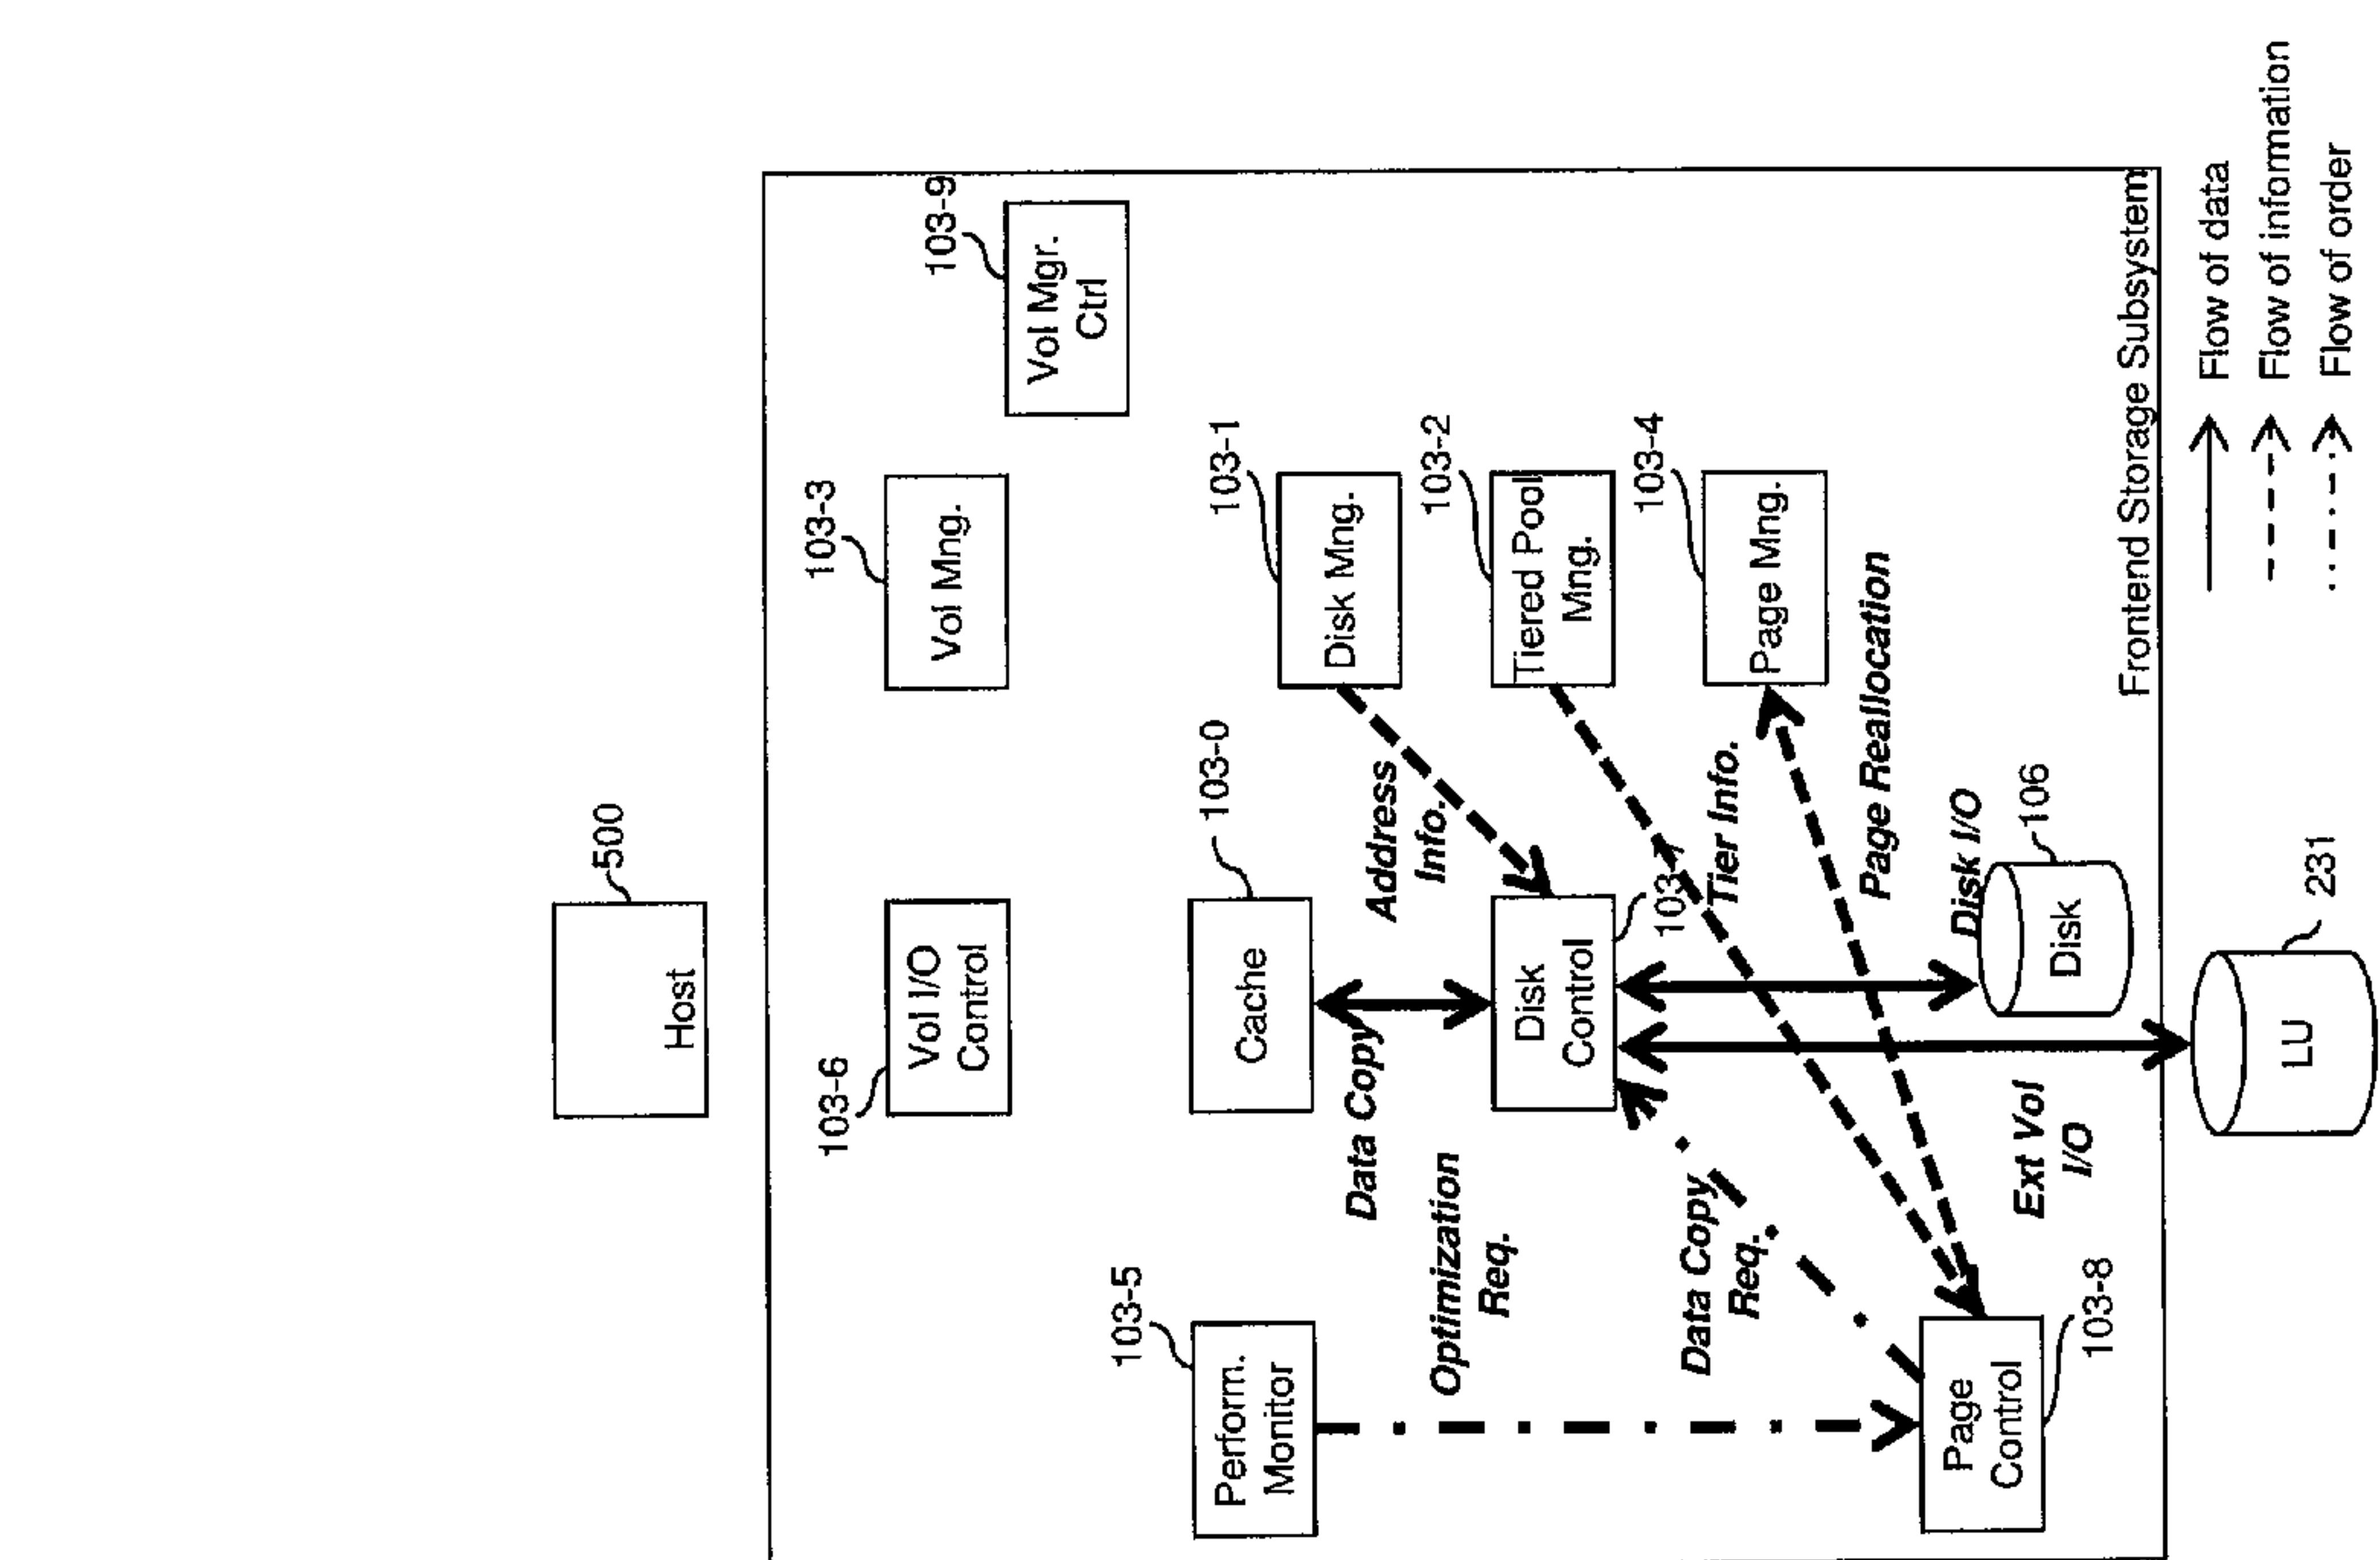 Host
500
103-6
Vol I/O
Control
103-3
Vol Mng.
103-9
Vol Mgr.
Ctrl
103-5
Perform.
Monitor
Cache
103-0
Disk Mng.
103-1
Data Copy
Address
Info.
Optimization
Req.
Disk
Control
Tiered Pool
Mng.
103-2
Data Copy
Req.
Tier Info.
Page Mng.
103-4
Page Reallocation
Page
Control
103-8
Ext Vol
I/O
Disk I/O
Disk
106
Frontend Storage Subsystem
LU
231
Flow of data
Flow of infomation
Flow of order